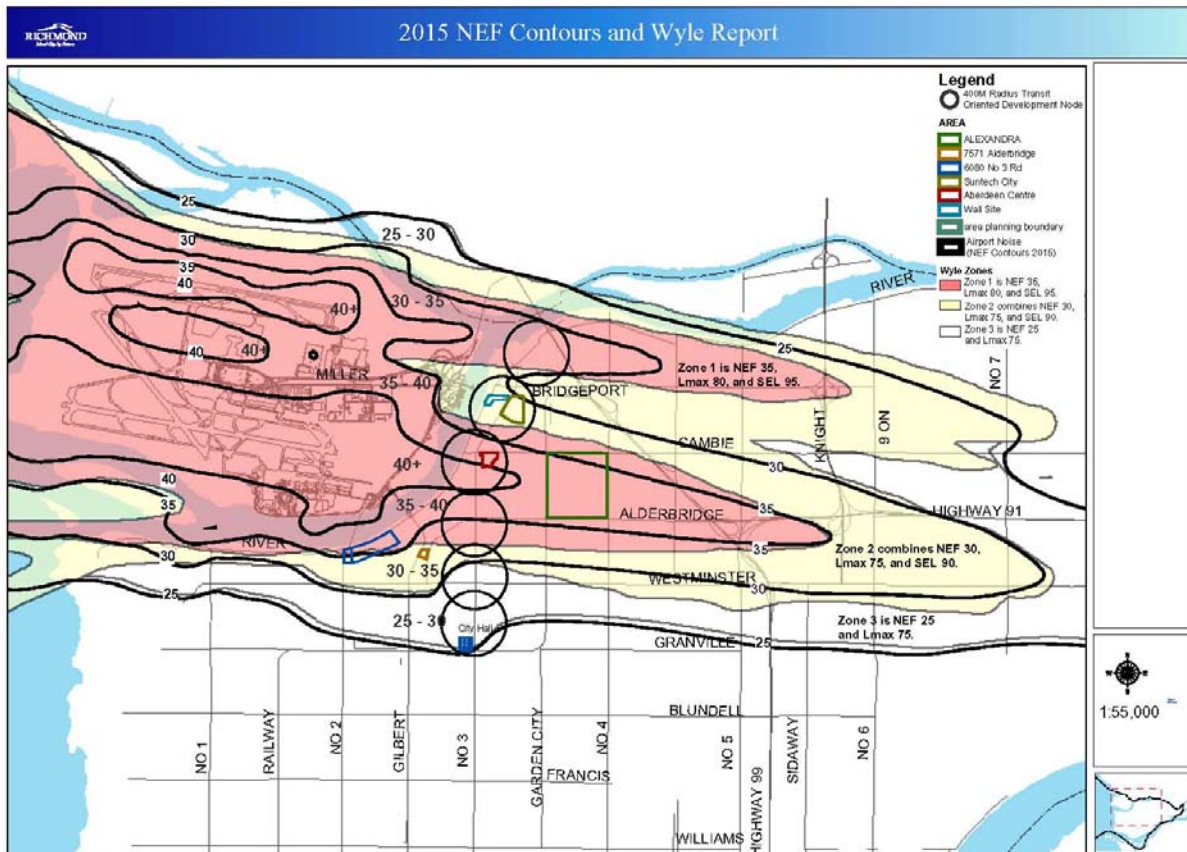 RICHMOND
2015 NEF Contours and Wyle Report
Legend
400M Radius Transit
Oriented Development Node
AREA
ALEXANDRA
7571 Alderbridge
6080 No 3 Rd
Suntech City
Aberdeen Centre
Wall Site
area planning boundary
Airport Noise
(NEF Contours 2015)
Wyle Zones
Zone 1 is NEF 35,
Lmax 80, and SEL 95.
Zone 2 combines NEF 30,
Lmax 75, and SEL 90.
Zone 3 is NEF 25
and Lmax 75.
25
25 - 30
30
35
40
30 - 35
40+
RIVER
40
40+
MILLER
35 - 40
25
NO 7
Zone 1 is NEF 35,
Lmax 80, and SEL 95.
BRIDGEPORT
KNIGHT
NO 6
CAMBIE
30
40+
40
35
35 - 40
ALDERBRIDGE
35
HIGHWAY 91
RIVER
30
35
30 - 35
WESTMINSTER
30
Zone 2 combines NEF 30,
Lmax 75, and SEL 90.
25
25 - 30
City Hall
GRANVILLE
25
Zone 3 is NEF 25
and Lmax 75.
BLUNDELL
NO 1
RAILWAY
NO 2
GILBERT
NO 3
GARDEN CITY
NO 4
NO 5
HIGHWAY 99
SIDAWAY
NO 6
FRANCIS
WILLIAMS
1:55,000